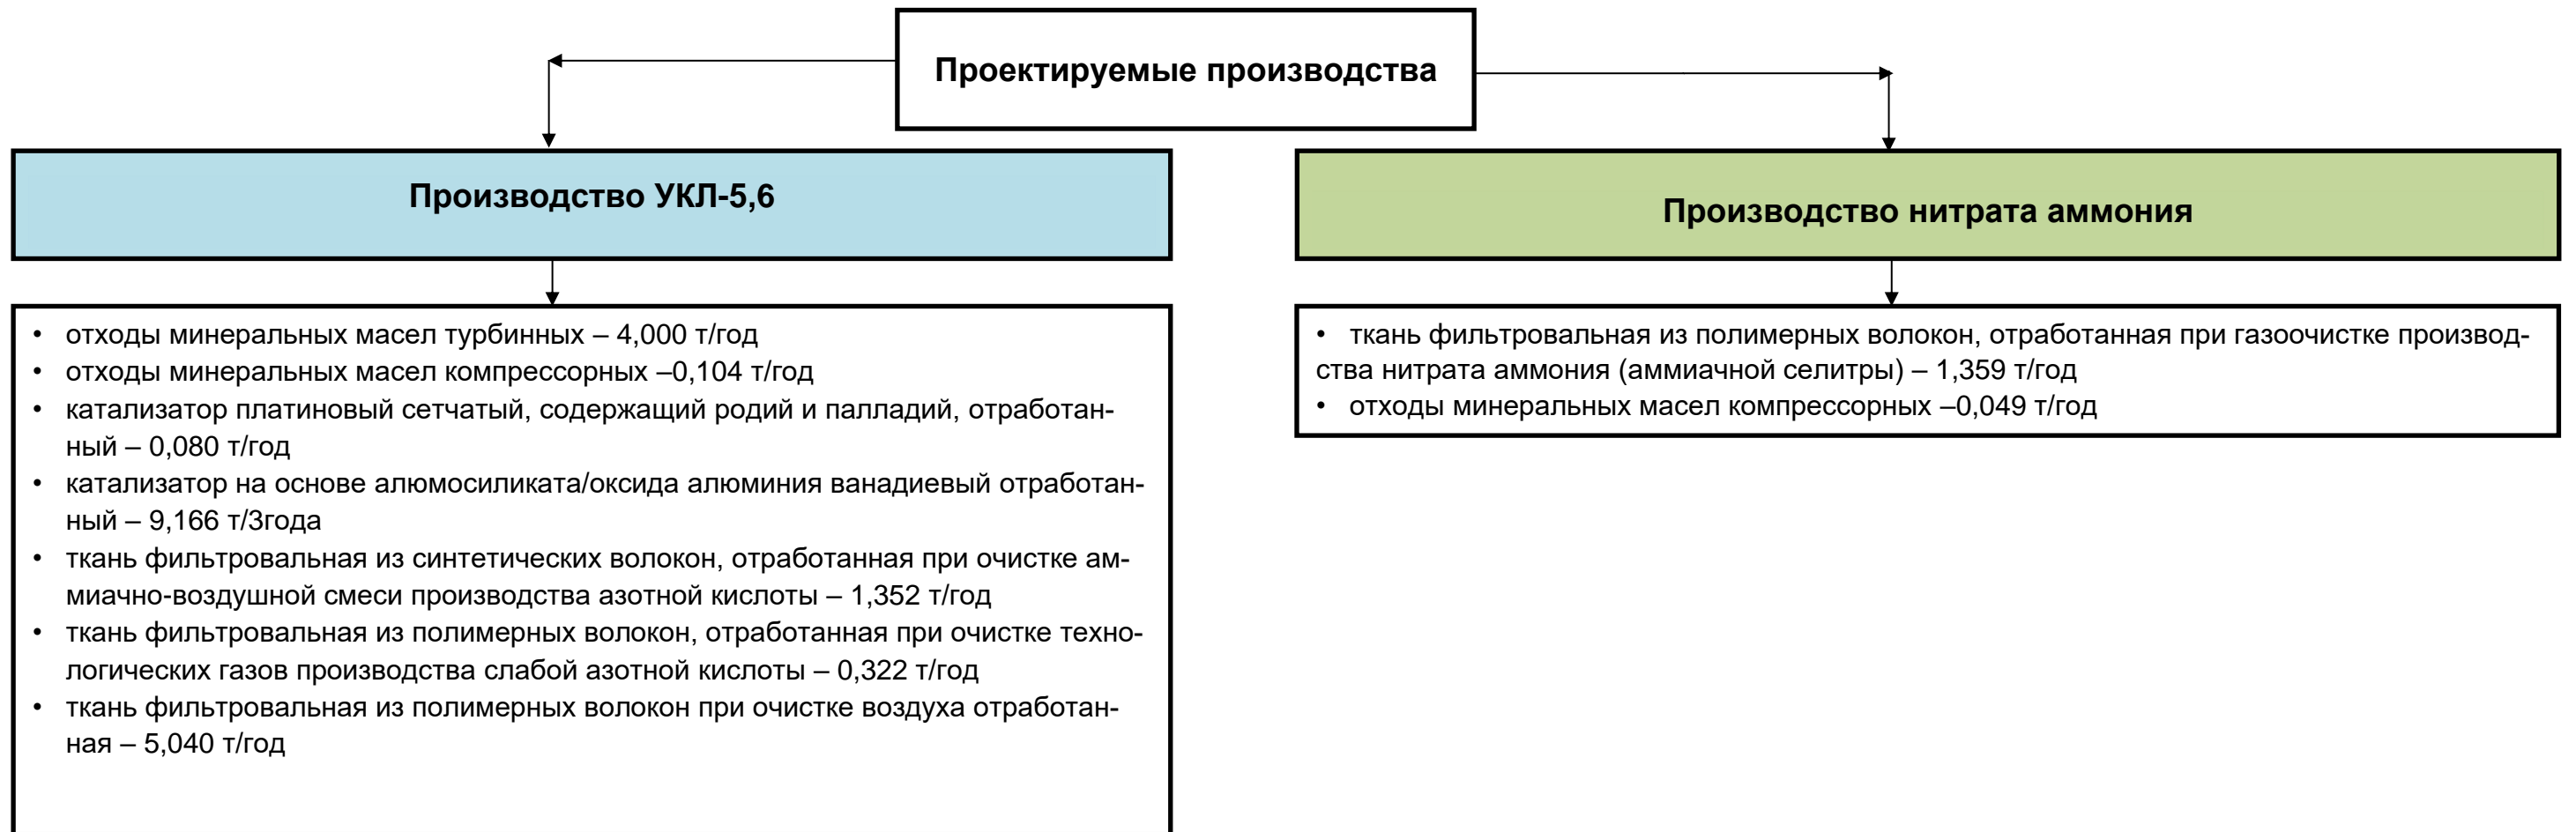 Проектируемые производства
Производство УКЛ-5,6
Производство нитрата аммония
• отходы минеральных масел турбинных – 4,000 т/год
• отходы минеральных масел компрессорных –0,104 т/год
• катализатор платиновый сетчатый, содержащий родий и палладий, отработан-
ный – 0,080 т/год
• катализатор на основе алюмосиликата/оксида алюминия ванадиевый отработан-
ный – 9,166 т/3года
• ткань фильтровальная из синтетических волокон, отработанная при очистке ам-
миачно-воздушной смеси производства азотной кислоты – 1,352 т/год
• ткань фильтровальная из полимерных волокон, отработанная при очистке техно-
логических газов производства слабой азотной кислоты – 0,322 т/год
• ткань фильтровальная из полимерных волокон при очистке воздуха отработан-
ная – 5,040 т/год
• ткань фильтровальная из полимерных волокон, отработанная при газоочистке производ-
ства нитрата аммония (аммиачной селитры) – 1,359 т/год
• отходы минеральных масел компрессорных –0,049 т/год